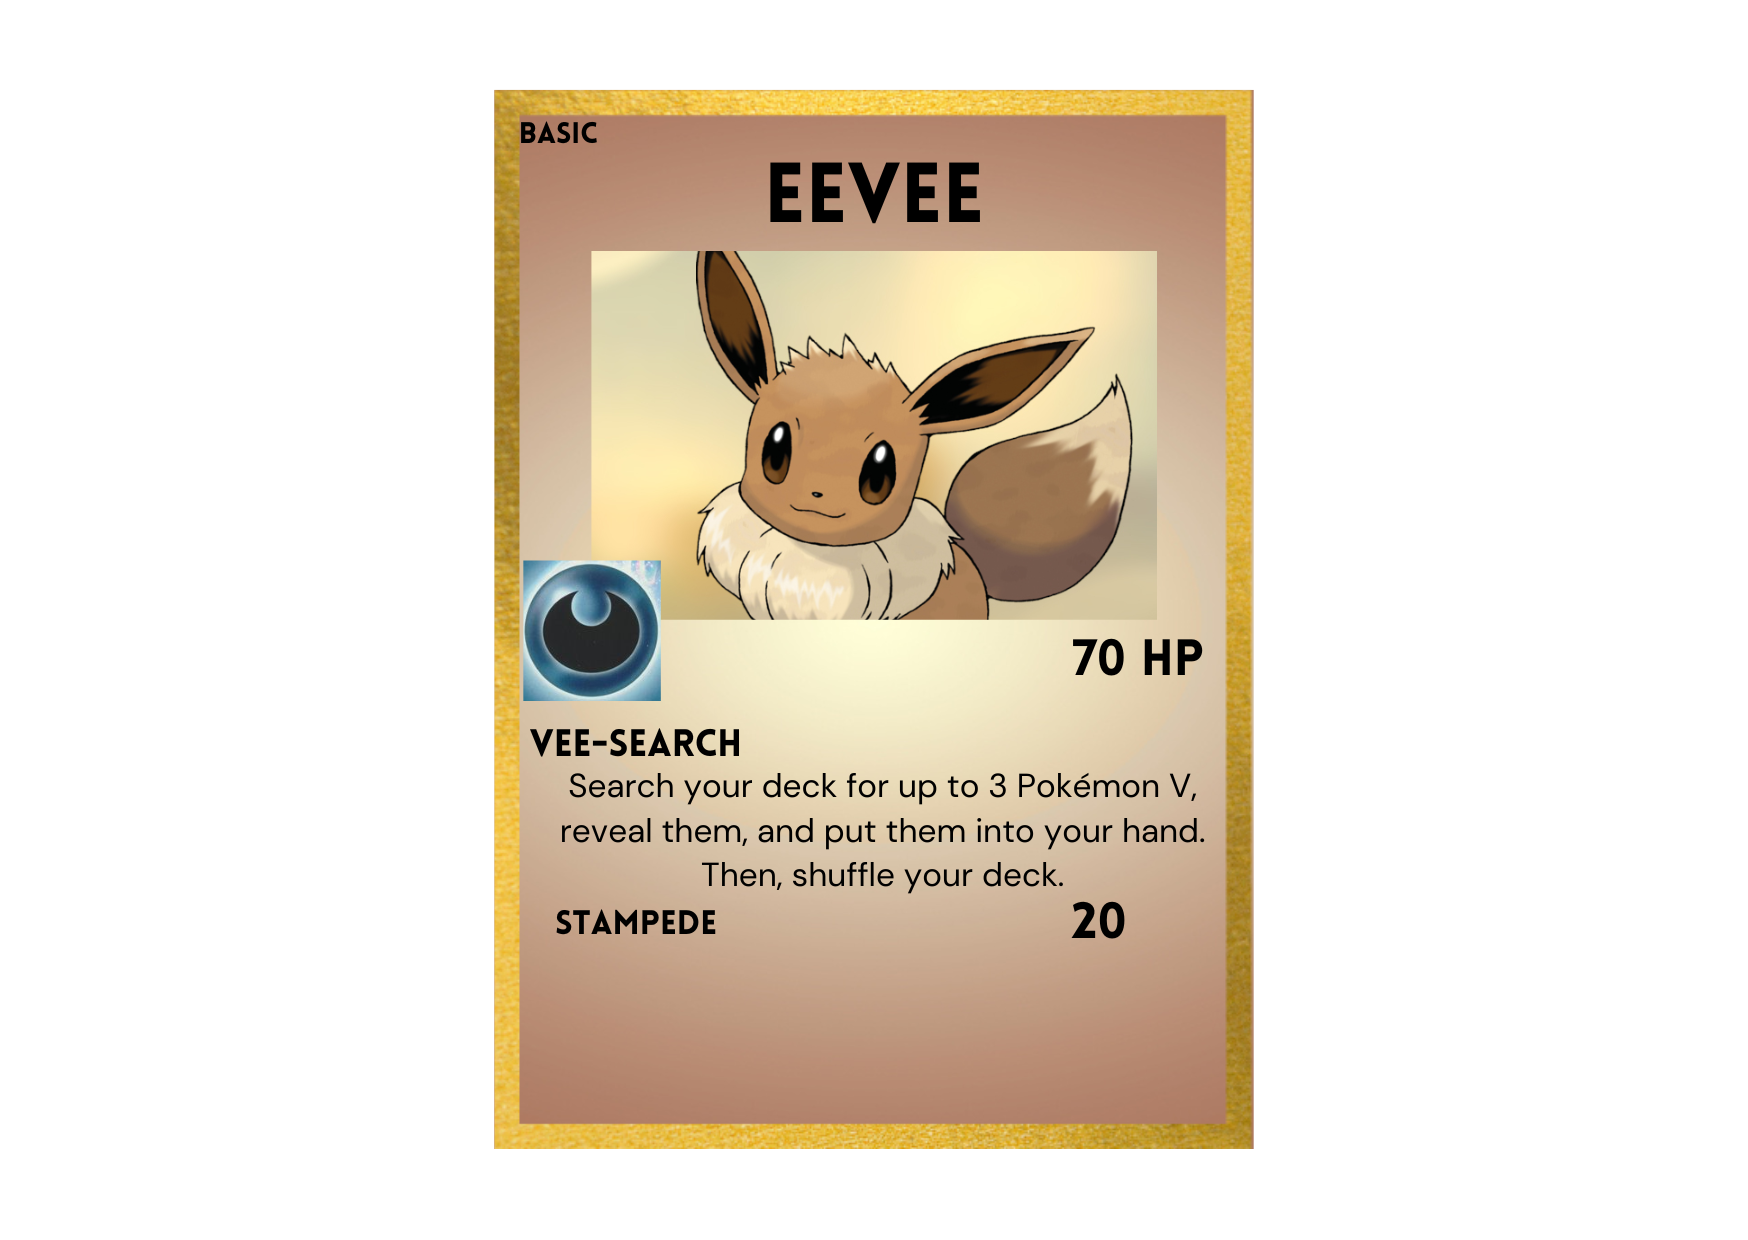 BASIC
EEVEE
70 HP
VEE-SEARCH
Search your deck for up to 3 Pokémon V,
reveal them, and put them into your hand.
Then, shuffle your deck.
STAMPEDE 20